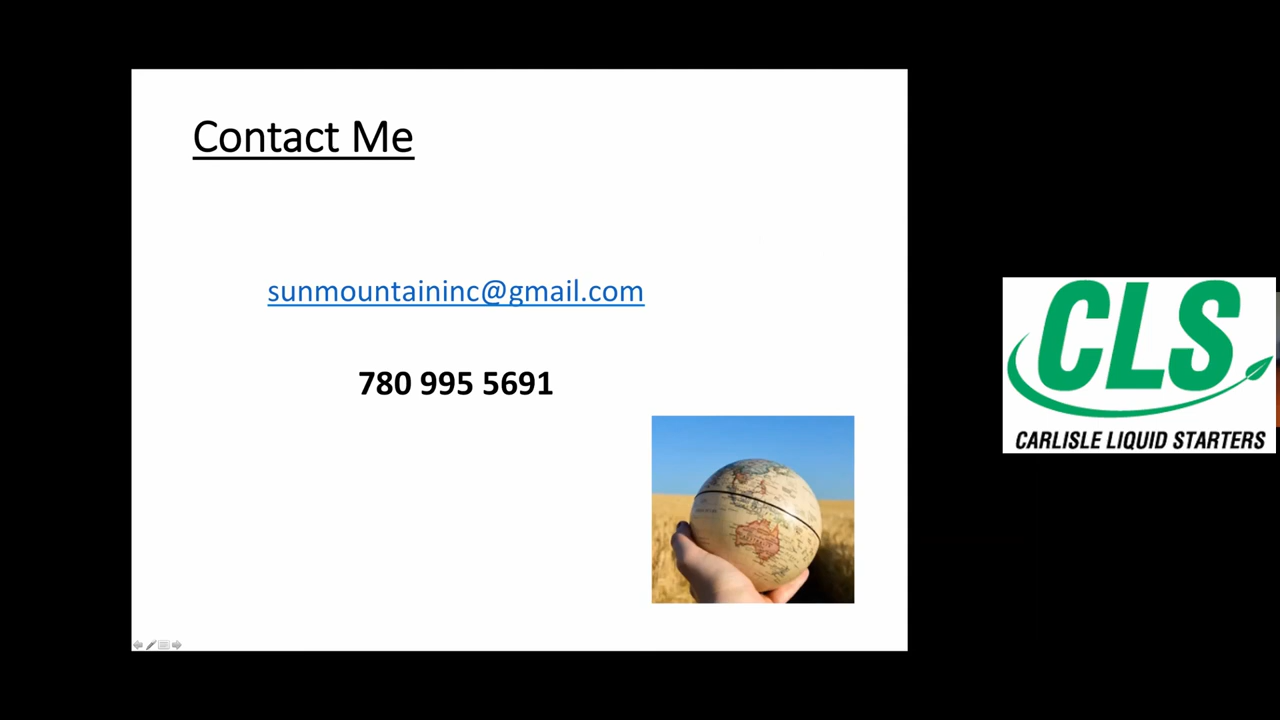 Contact Me
sunmountaininc@gmail.com
780 995 5691
CLS
CARLISLE LIQUID STARTERS